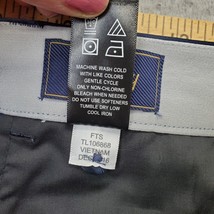 MACHINE WASH COLD
WITH LIKE COLORS
GENTLE CYCLE
ONLY NON-CHLORINE
BLEACH WHEN NEEDED
DO NOT USE SOFTENERS
TUMBLE DRY LOW
COOL IRON
FTS
TL106868
VIETNAM